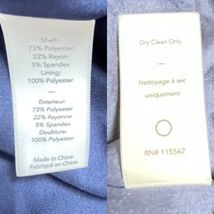 Shell:
73% Polyester
22% Rayon
5% Spandex
Lining:
100% Polyester
Exterieur:
73% Polyester
22% Rayonna
5% Spandex
Doublure:
100% Polyester
Made in China
Fabriqué en Chine
Dry Clean Only
Nettoyage à sec
uniquement
RN# 115562